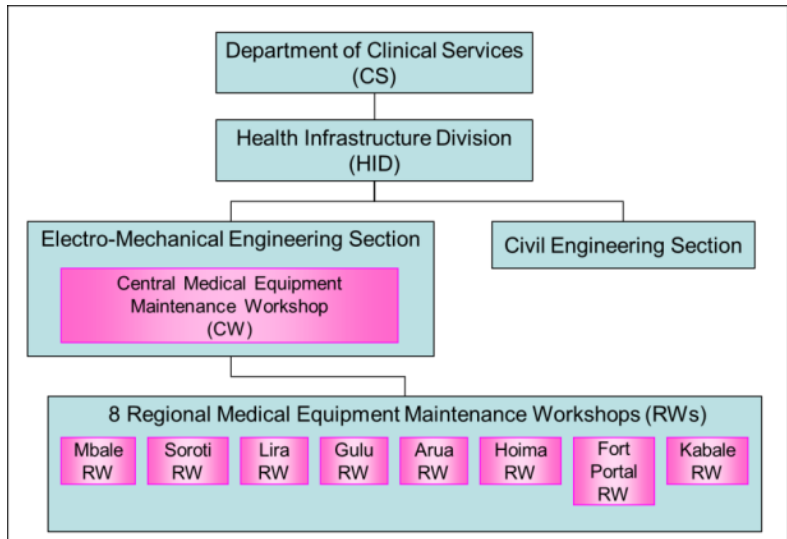 Department of Clinical Services
(CS)
Health Infrastructure Division
(HID)
Electro-Mechanical Engineering Section
Civil Engineering Section
Central Medical Equipment
Maintenance Workshop
(CW)
8 Regional Medical Equipment Maintenance Workshops (RWs)
Mbale
RW
Soroti
RW
Lira
RW
Gulu
RW
Arua
RW
Hoima
RW
Fort
Portal
RW
Kabale
RW